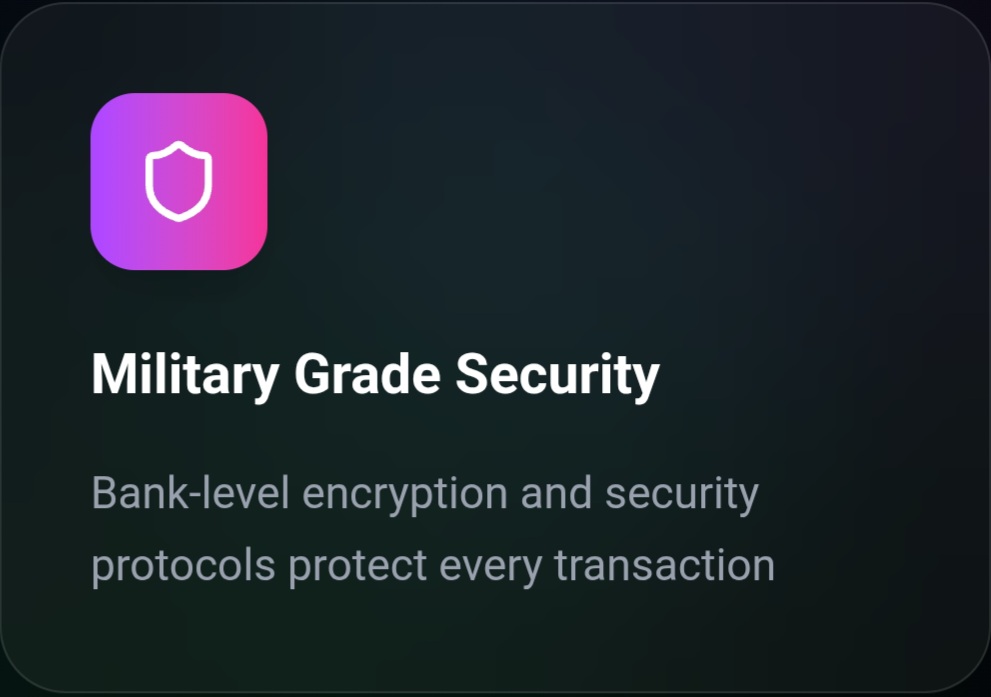 Military Grade Security
Bank-level encryption and security
protocols protect every transaction